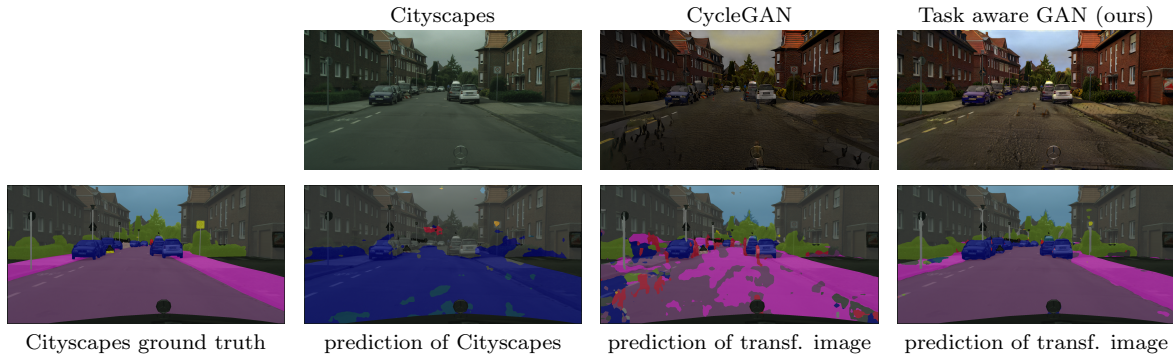 Cityscapes
CycleGAN
Task aware GAN (ours)
Cityscapes ground truth
prediction of Cityscapes
prediction of transf. image
prediction of transf. image